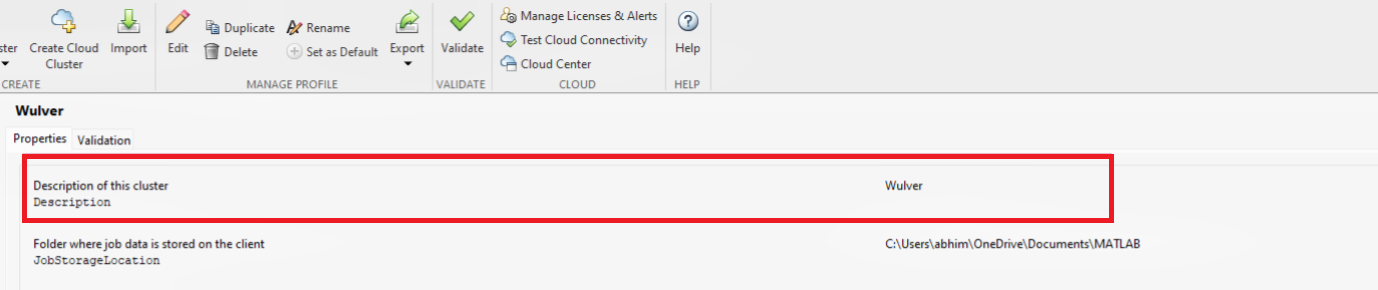 ster
Create Cloud
Cluster
Import
Edit
Duplicate
Delete
Rename
Set as Default
Export
Validate
Manage Licenses & Alerts
Test Cloud Connectivity
Cloud Center
Help
CREATE
MANAGE PROFILE
VALIDATE
CLOUD
HELP
Wulver
Properties
Validation
Description of this cluster
Wulver
Description
Folder where job data is stored on the client
C:\Users\abhim\OneDrive\Documents\MATLAB
JobStorageLocation